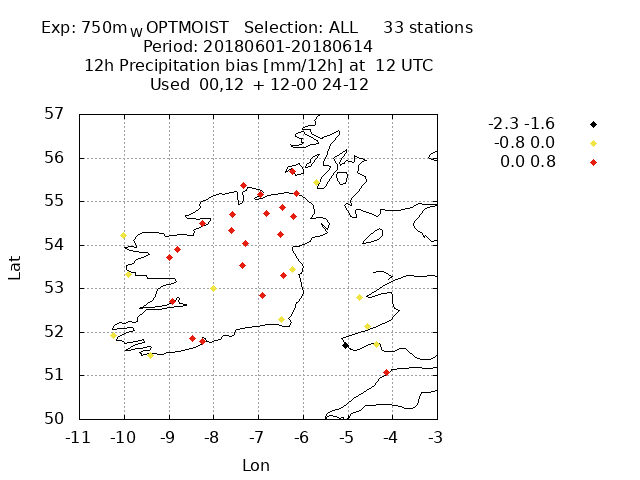 Exp: 750m W OPTMOIST Selection: ALL 33 stations
Period: 20180601-20180614
12h Precipitation bias [mm/12h] at 12 UTC
Used 00,12 + 12-00 24-12
-2.3 -1.6
-0.8 0.0
0.0 0.8
57
56
55
54
53
52
51
50
Lat
-11 -10 -9 -8 -7 -6 -5 -4 -3
Lon